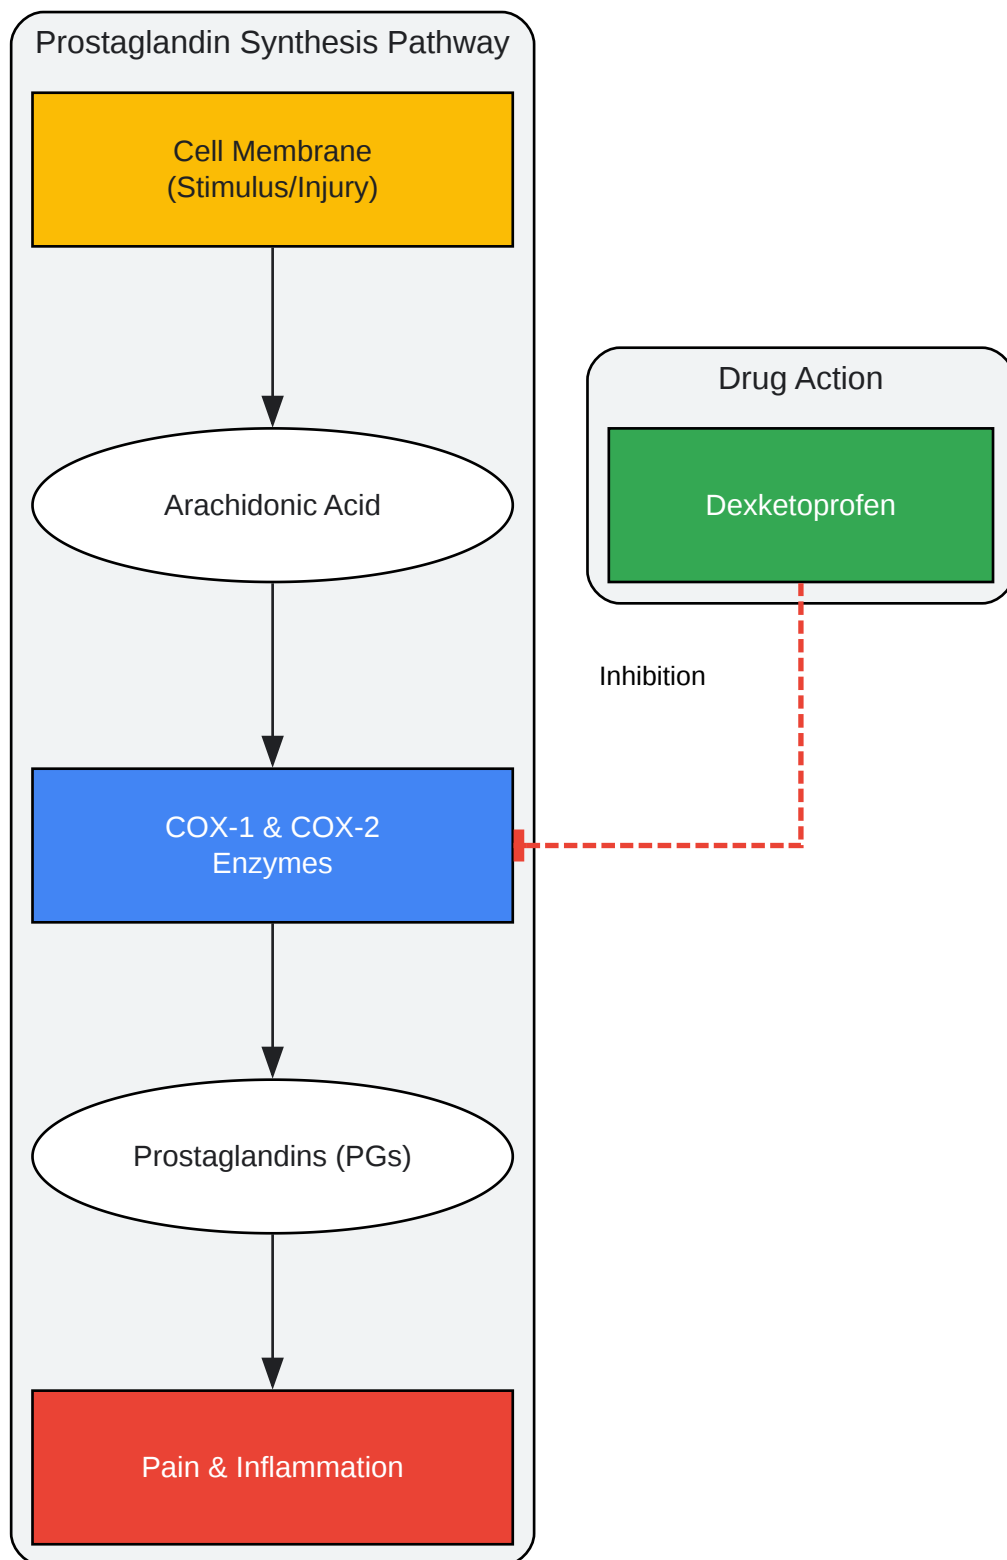 Prostaglandin Synthesis Pathway
Cell Membrane
(Stimulus/Injury)
Arachidonic Acid
COX-1 & COX-2
Enzymes
Prostaglandins (PGs)
Pain & Inflammation
Drug Action
Dexketoprofen
Inhibition